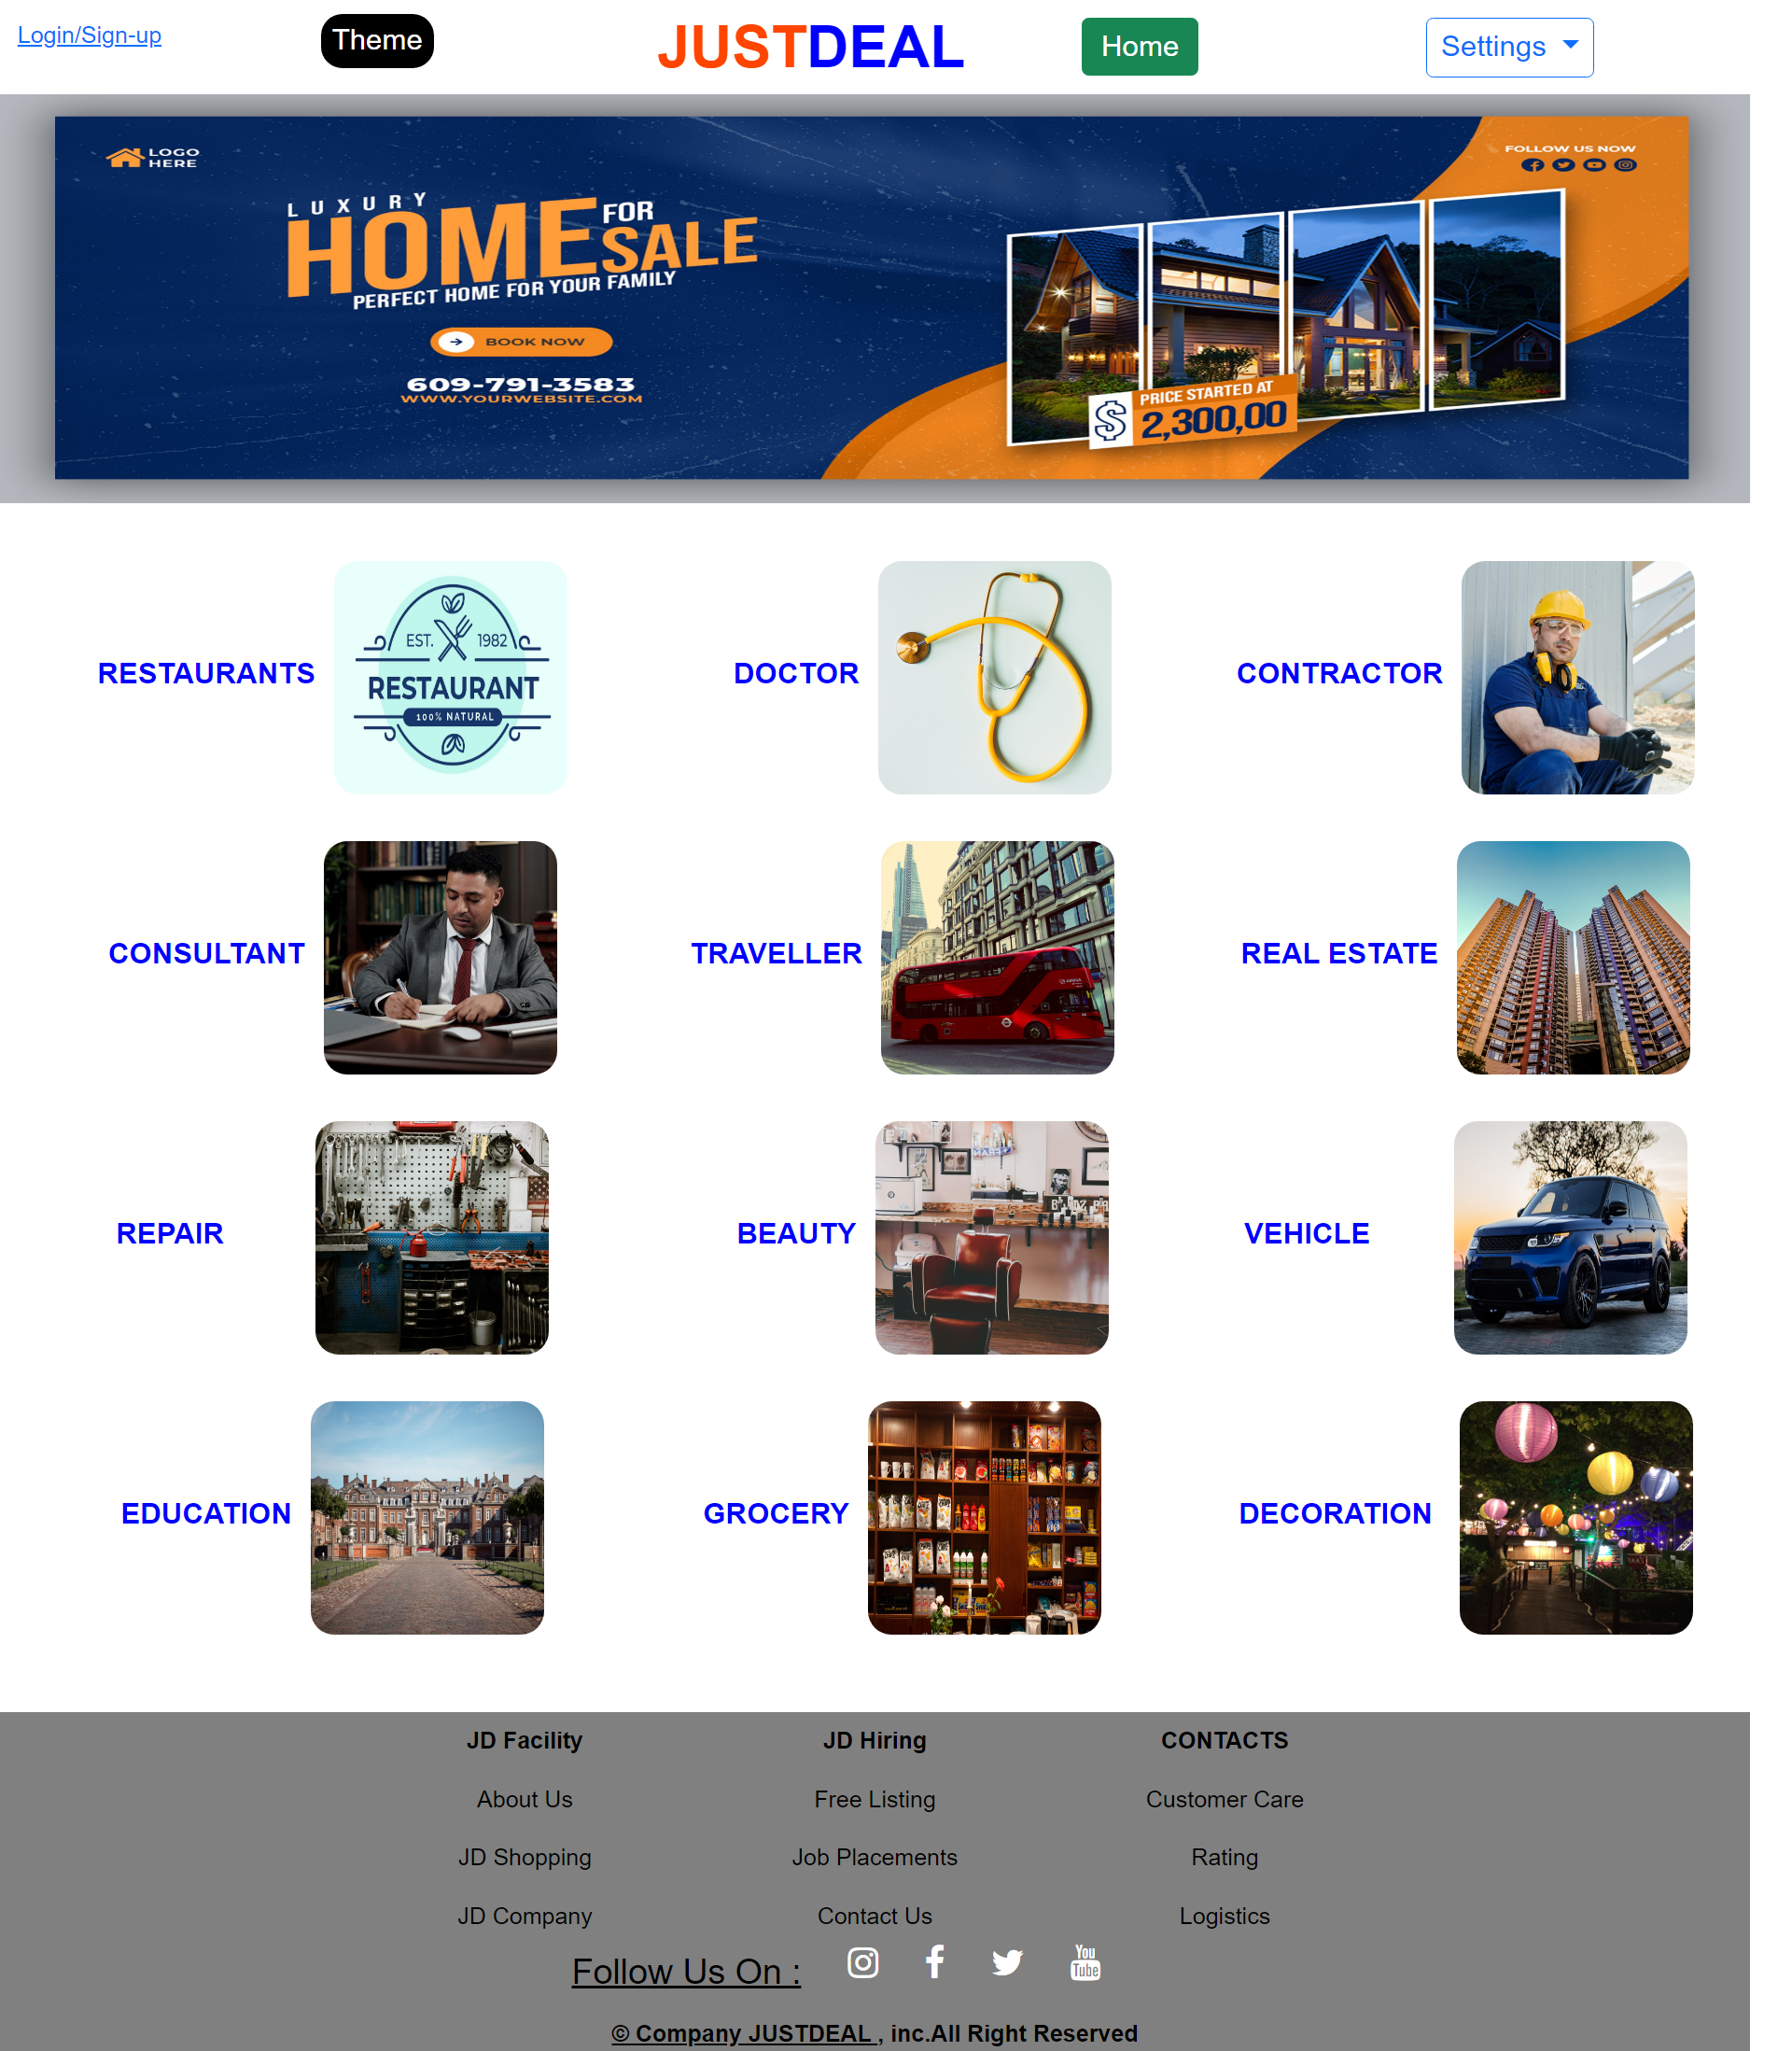 Login/Sign-up
Theme
JUSTDEAL
Home
Settings
LOGO
HERE
FOLLOW US NOW
LUXURY
HOME FOR
SALE
PERFECT HOME FOR YOUR FAMILY
BOOK NOW
609-791-3583
WWW.YOURWEBSITE.COM
PRICE STARTED AT
$ 2,300,00
RESTAURANTS
EST. 1982
RESTAURANT
100% NATURAL
DOCTOR
CONTRACTOR
CONSULTANT
TRAVELLER
REAL ESTATE
REPAIR
BEAUTY
VEHICLE
EDUCATION
GROCERY
DECORATION
JD Facility
JD Hiring
CONTACTS
About Us
Free Listing
Customer Care
JD Shopping
Job Placements
Rating
JD Company
Contact Us
Logistics
Follow Us On :
You
Tube
© Company JUSTDEAL , inc.All Right Reserved